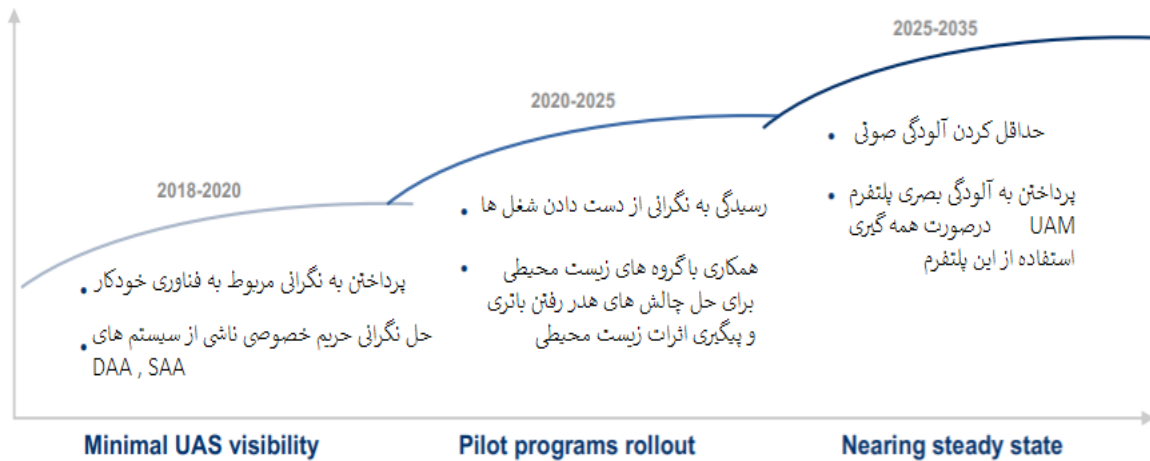 2018-2020
پرداختن به نگرانی مربوط به فناوری خودکار
حل نگرانی حریم خصوصی ناشی از سیستم های
DAA , SAA
Minimal UAS visibility
2020-2025
رسیدگی به نگرانی از دست دادن شغل ها
همکاری با گروه های زیست محیطی
برای حل چالش های هدر رفتن باتری
و پیگیری اثرات زیست محیطی
Pilot programs rollout
2025-2035
حداقل کردن آلودگی صوتی
پرداختن به آلودگی بصری پلتفرم
UAM درصورت همه گیری
استفاده از این پلتفرم
Nearing steady state